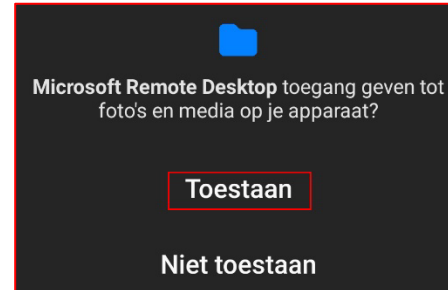 Microsoft Remote Desktop toegang geven tot
foto's en media op je apparaat?
Toestaan
Niet toestaan